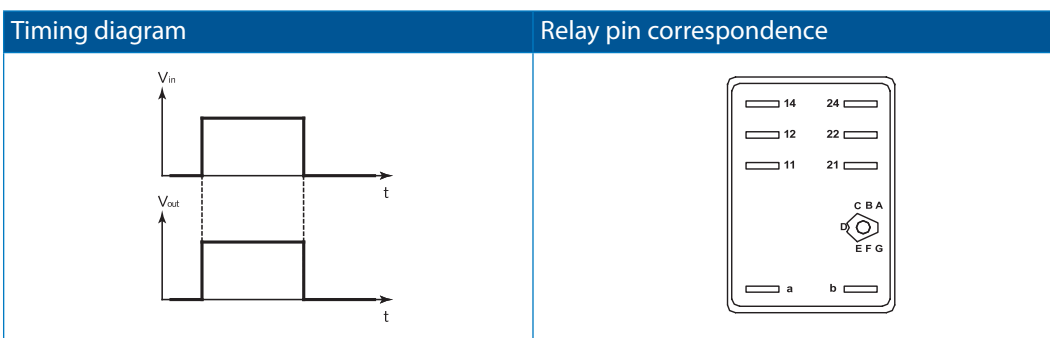 Timing diagram
Relay pin correspondence
Vin
t
Vout
t
14 24
12 22
11 21
C B A
D
E F G
a b